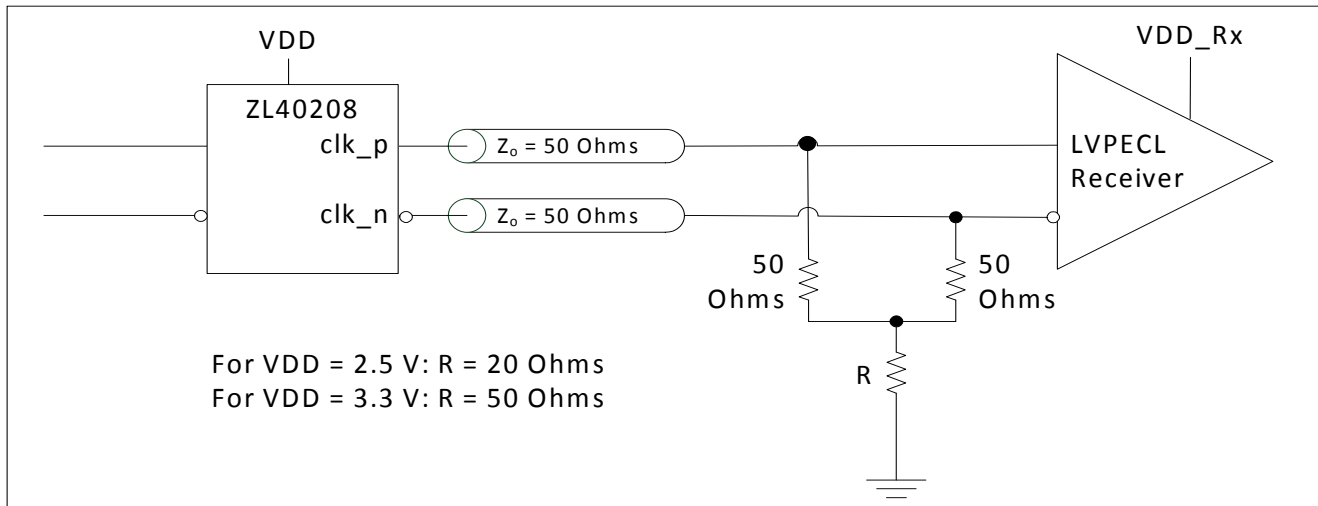 VDD
VDD_Rx
ZL40208
clk_p
Zo = 50 Ohms
LVPECL
Receiver
clk_n
Zo = 50 Ohms
50
Ohms
50
Ohms
For VDD = 2.5 V: R = 20 Ohms
For VDD = 3.3 V: R = 50 Ohms
R